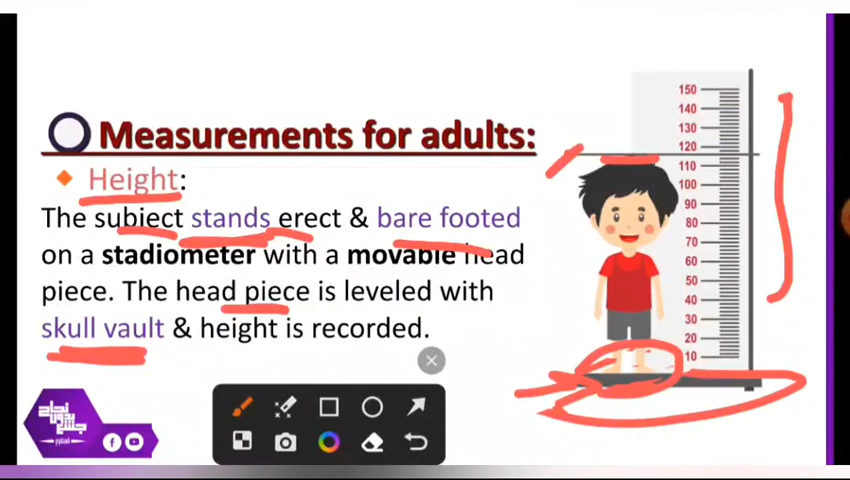 Measurements for adults:
Height:
The subject stands erect & bare footed
on a stadiometer with a movable head
piece. The head piece is leveled with
skull vault & height is recorded.
150
140
130
120
110
100
90
80
70
60
50
40
30
20
10